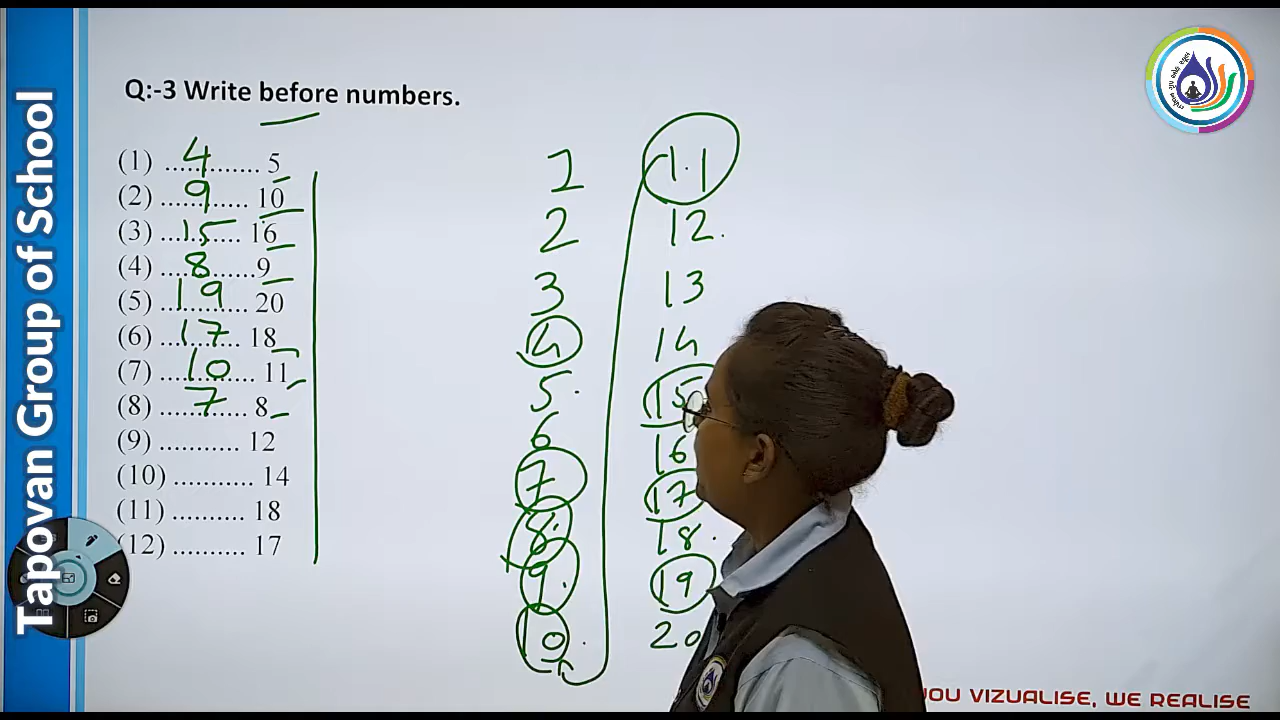 Tapovan Group of School
Q:-3 Write before numbers.
(1) ....4......... 5
(2) ....9....... 10
(3) ...15...... 16
(4) ....8.......9
(5) ..19........ 20
(6) ...17...... 18
(7) ...10....... 11
(8) ....7....... 8
(9) ........... 12
(10) ........... 14
(11) .......... 18
(12) .......... 17
1 11
2 12
3 13
4 14
5 15
6 16
7 17
8 18
9 19
10 20
YOU VIZUALISE, WE REALISE